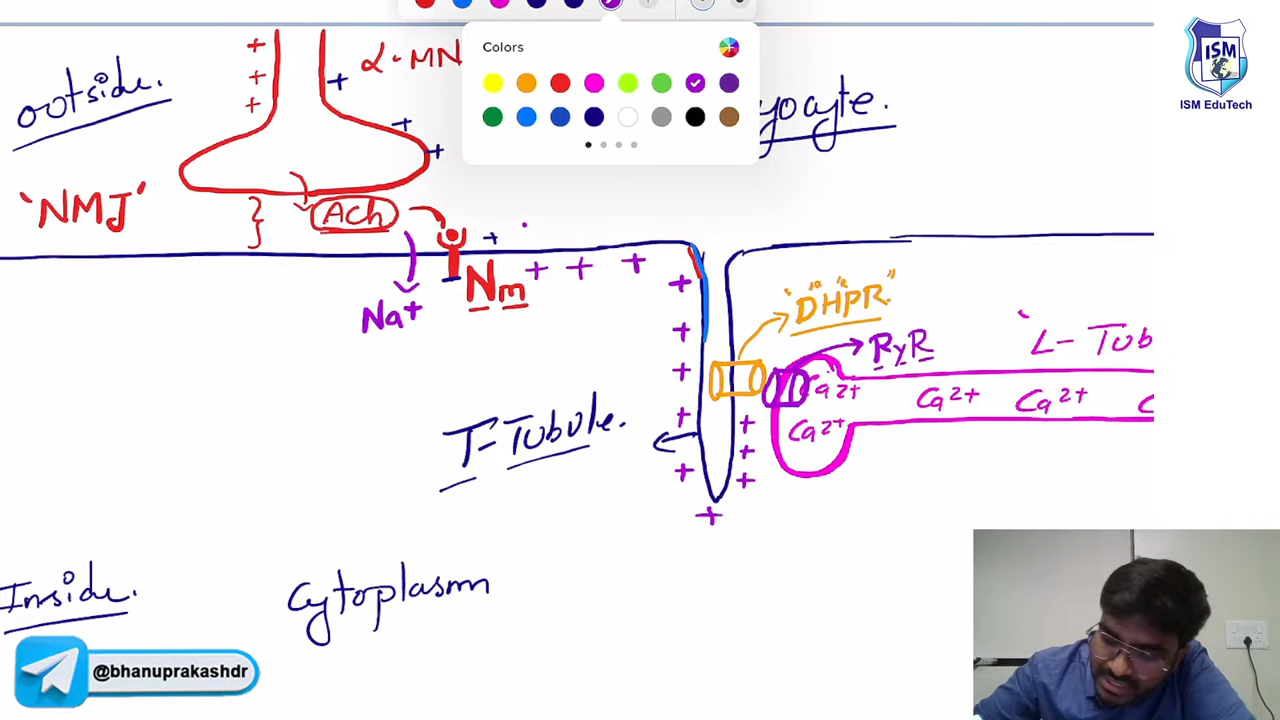 Colors
ISM
ISM EduTech
outside.
α-MN
yocyte.
'NMJ'
Ach
Na+
Nm
"DHPR"
RyR
L-Tub
Ca2+
Ca2+
Ca2+
Ca2+
T-Tubule.
Inside.
Cytoplasm
@bhanuprakashdr